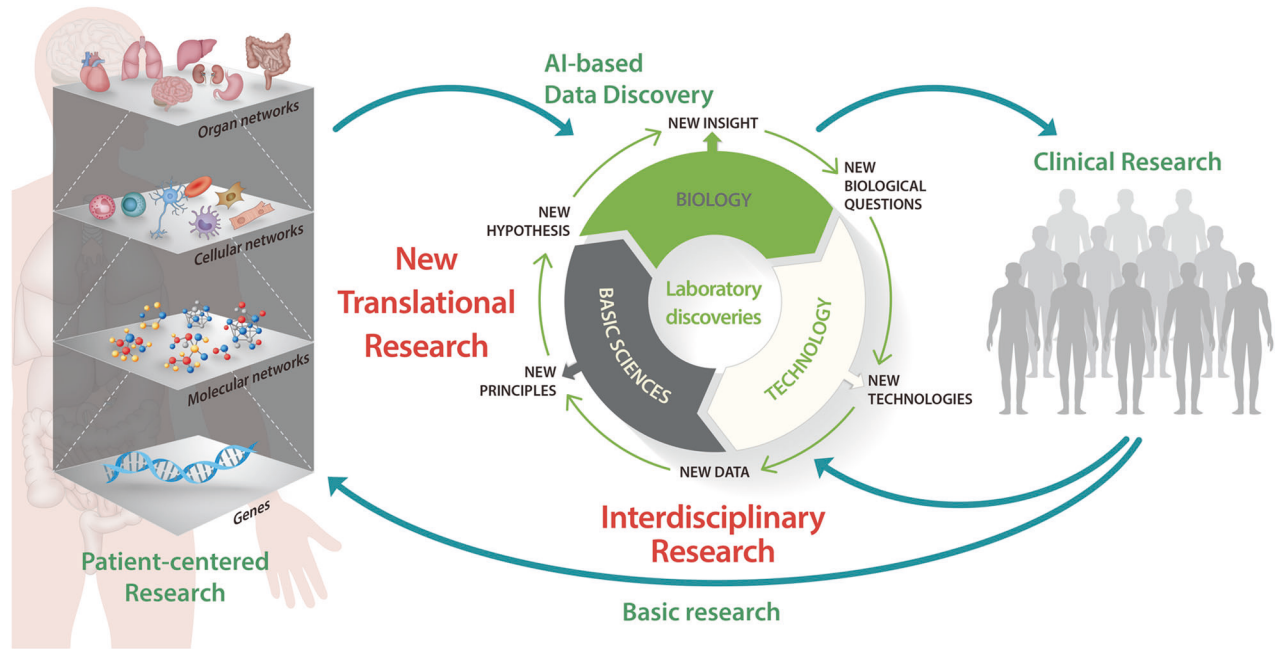 Organ networks
Cellular networks
Molecular networks
Genes
Patient-centered
Research
AI-based
Data Discovery
New
Translational
Research
NEW INSIGHT
NEW
BIOLOGICAL
QUESTIONS
NEW
TECHNOLOGIES
NEW DATA
NEW
PRINCIPLES
NEW
HYPOTHESIS
BIOLOGY
TECHNOLOGY
BASIC SCIENCES
Laboratory
discoveries
Interdisciplinary
Research
Basic research
Clinical Research